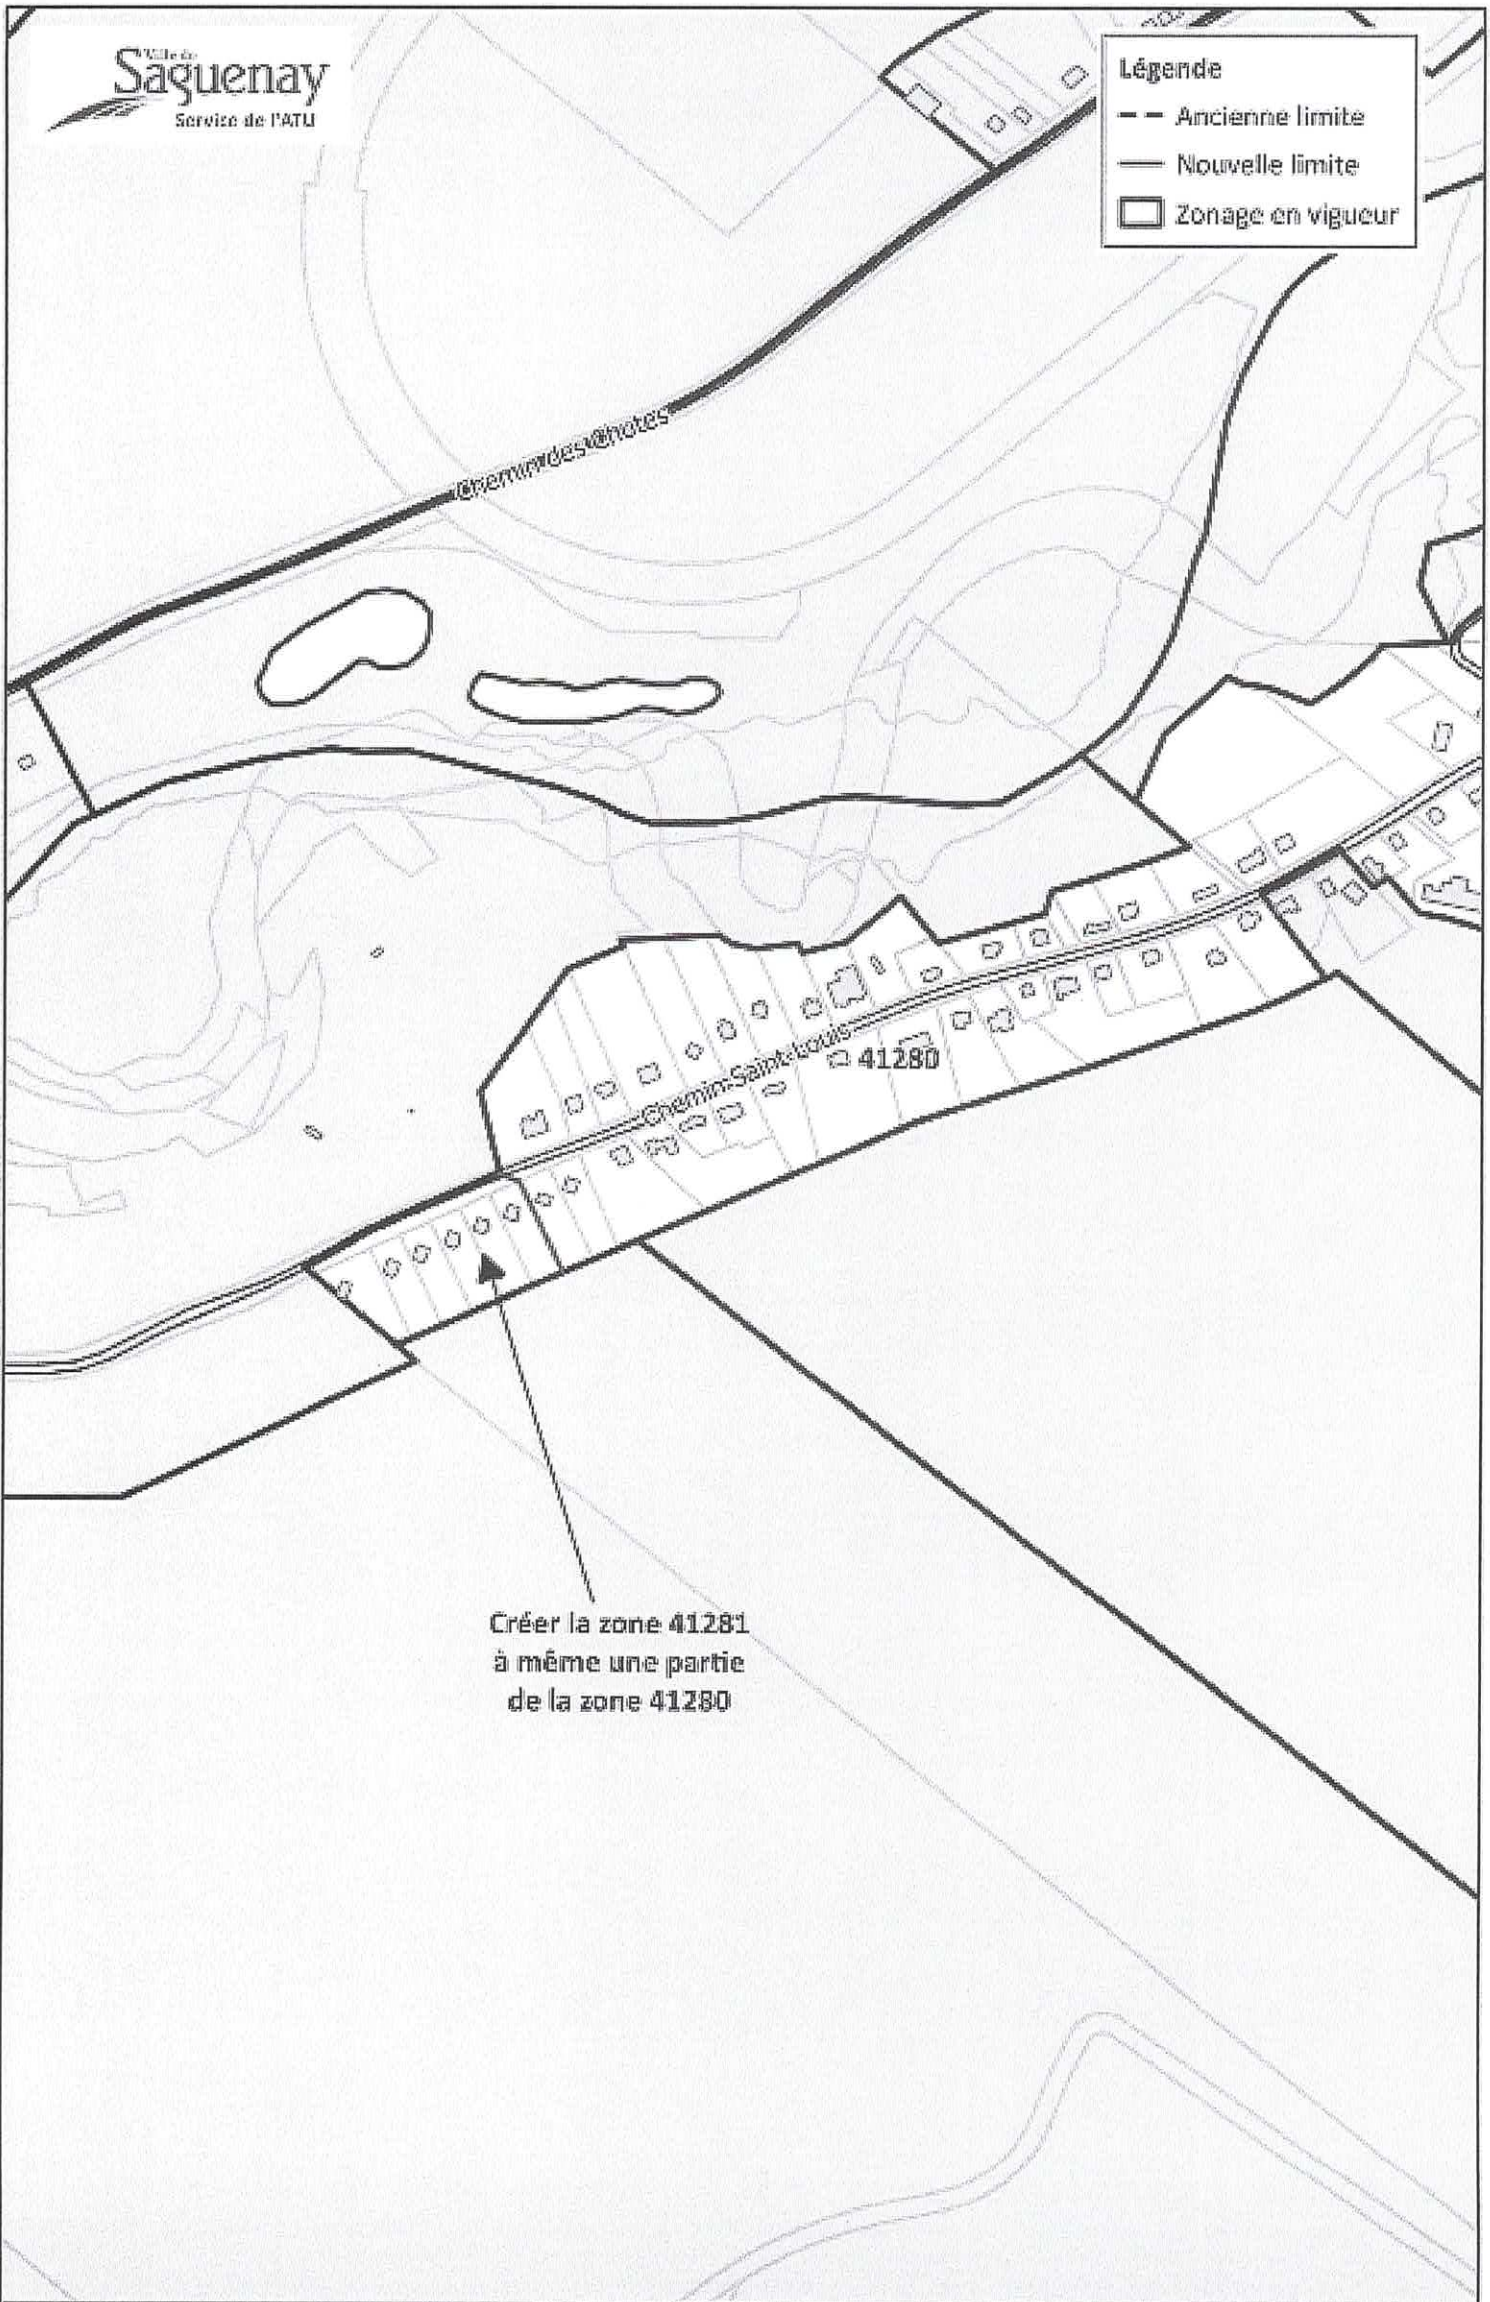 Ville de
Saguenay
Service de l'ATU
Légende
Ancienne limite
Nouvelle limite
Zonage en vigueur
Chemin des Chutes
Chemin Saint-Louis
41280
Créer la zone 41281
à même une partie
de la zone 41280